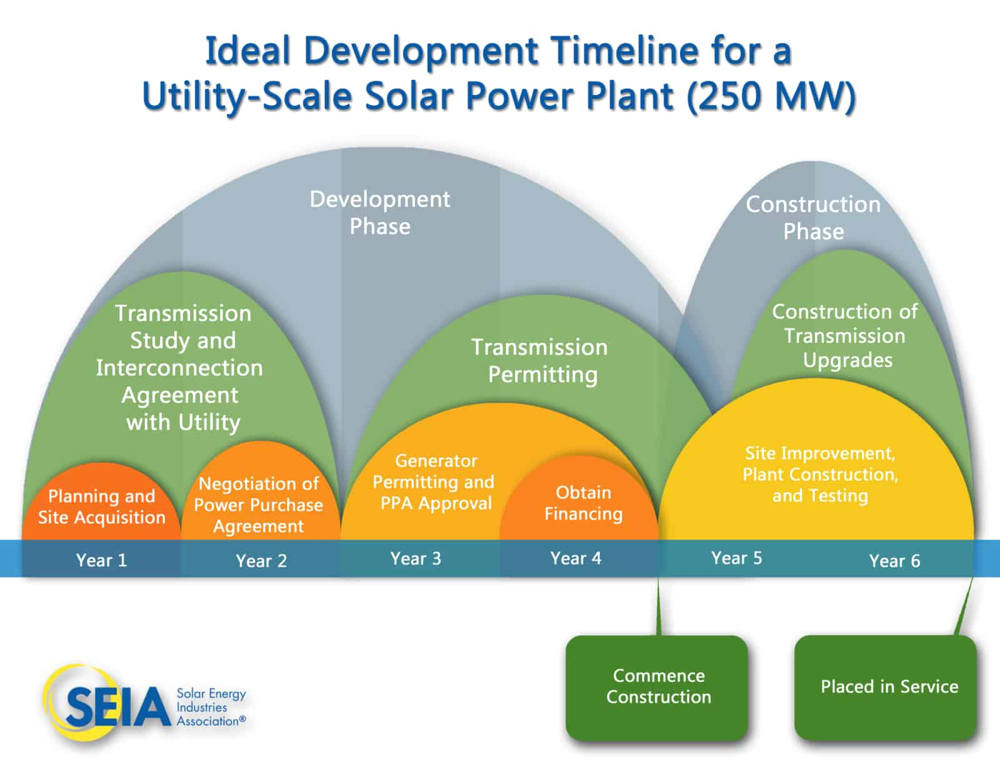 Ideal Development Timeline for a
Utility-Scale Solar Power Plant (250 MW)
Development
Phase
Construction
Phase
Transmission
Study and
Interconnection
Agreement
with Utility
Transmission
Permitting
Construction of
Transmission
Upgrades
Planning and
Site Acquisition
Negotiation of
Power Purchase
Agreement
Generator
Permitting and
PPA Approval
Obtain
Financing
Site Improvement,
Plant Construction,
and Testing
Year 1
Year 2
Year 3
Year 4
Year 5
Year 6
Commence
Construction
Placed in Service
SEIA
Solar Energy
Industries
Association®